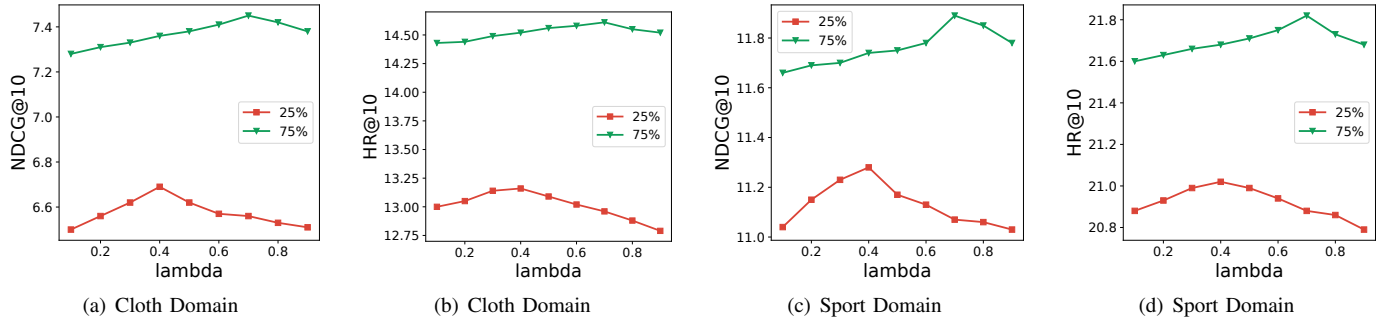 7.4
7.2
7.0
6.8
6.6
NDCG@10
25%
75%
0.2 0.4 0.6 0.8
lambda
(a) Cloth Domain
14.50
14.25
14.00
13.75
13.50
13.25
13.00
12.75
HR@10
25%
75%
0.2 0.4 0.6 0.8
lambda
(b) Cloth Domain
11.8
11.6
11.4
11.2
11.0
NDCG@10
25%
75%
0.2 0.4 0.6 0.8
lambda
(c) Sport Domain
21.8
21.6
21.4
21.2
21.0
20.8
HR@10
25%
75%
0.2 0.4 0.6 0.8
lambda
(d) Sport Domain